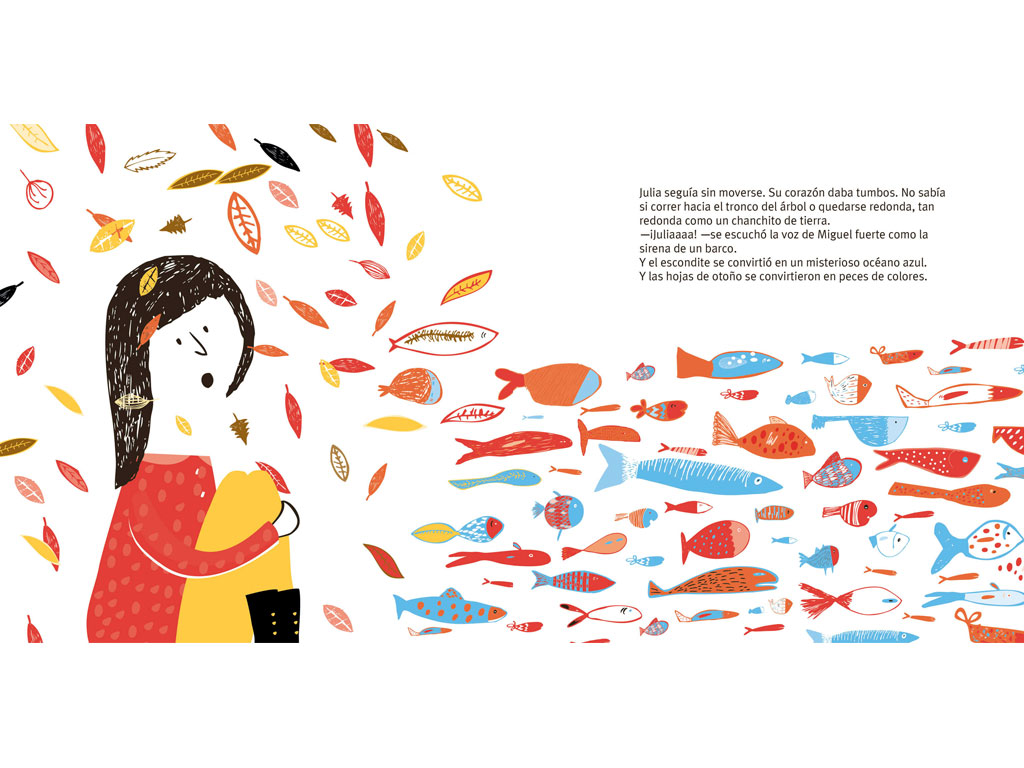 Julia seguía sin moverse. Su corazón daba tumbos. No sabía
si correr hacia el tronco del árbol o quedarse redonda, tan
redonda como un chanchito de tierra.
—¡Juliaaaa! —se escuchó la voz de Miguel fuerte como la
sirena de un barco.
Y el escondite se convirtió en un misterioso océano azul.
Y las hojas de otoño se convirtieron en peces de colores.